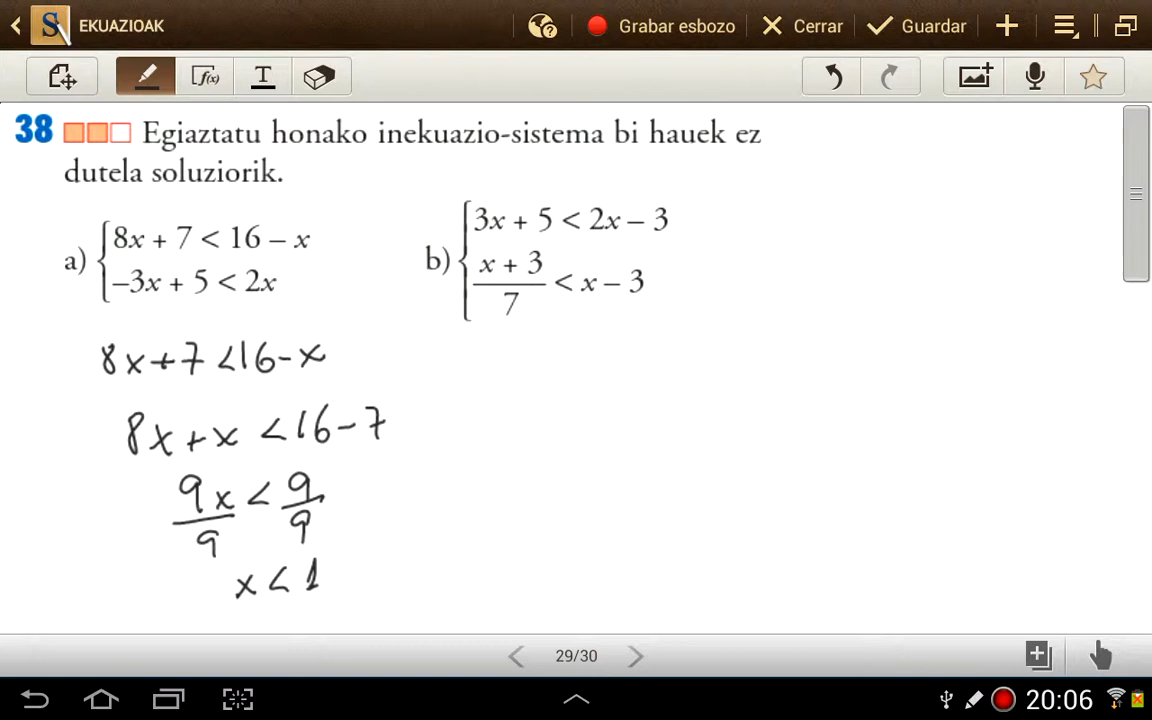 EKUAZIOAK
Grabar esbozo
Cerrar
Guardar
f(x)
T
38 Egiaztatu honako inekuazio-sistema bi hauek ez
dutela soluziorik.
a) { 8x + 7 < 16 – x
–3x + 5 < 2x
b) { 3x + 5 < 2x – 3
x + 3 / 7 < x – 3
8x+7<16-x
8x+x <16-7
9x/9 < 9/9
x<1
29/30
20:06